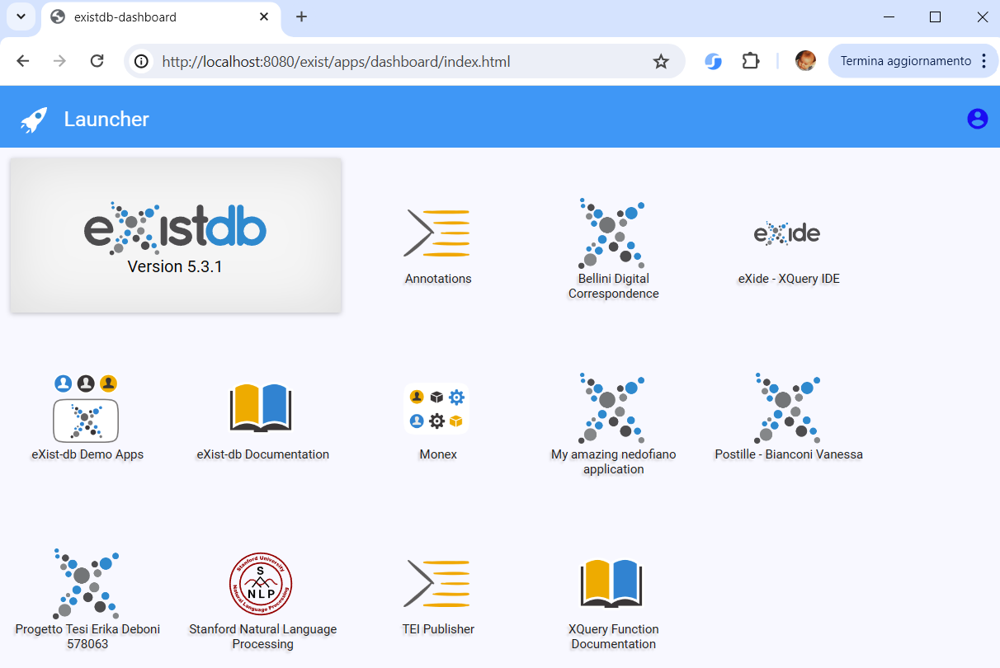 existdb-dashboard
http://localhost:8080/exist/apps/dashboard/index.html
Termina aggiornamento
Launcher
eXistdb
Version 5.3.1
Annotations
Bellini Digital
Correspondence
eXide
eXide - XQuery IDE
eXist-db Demo Apps
eXist-db Documentation
Monex
My amazing nedofiano
application
Postille - Bianconi Vanessa
Progetto Tesi Erika Deboni
578063
Stanford University
S
NLP
Natural Language Processing
Stanford Natural Language
Processing
TEI Publisher
XQuery Function
Documentation